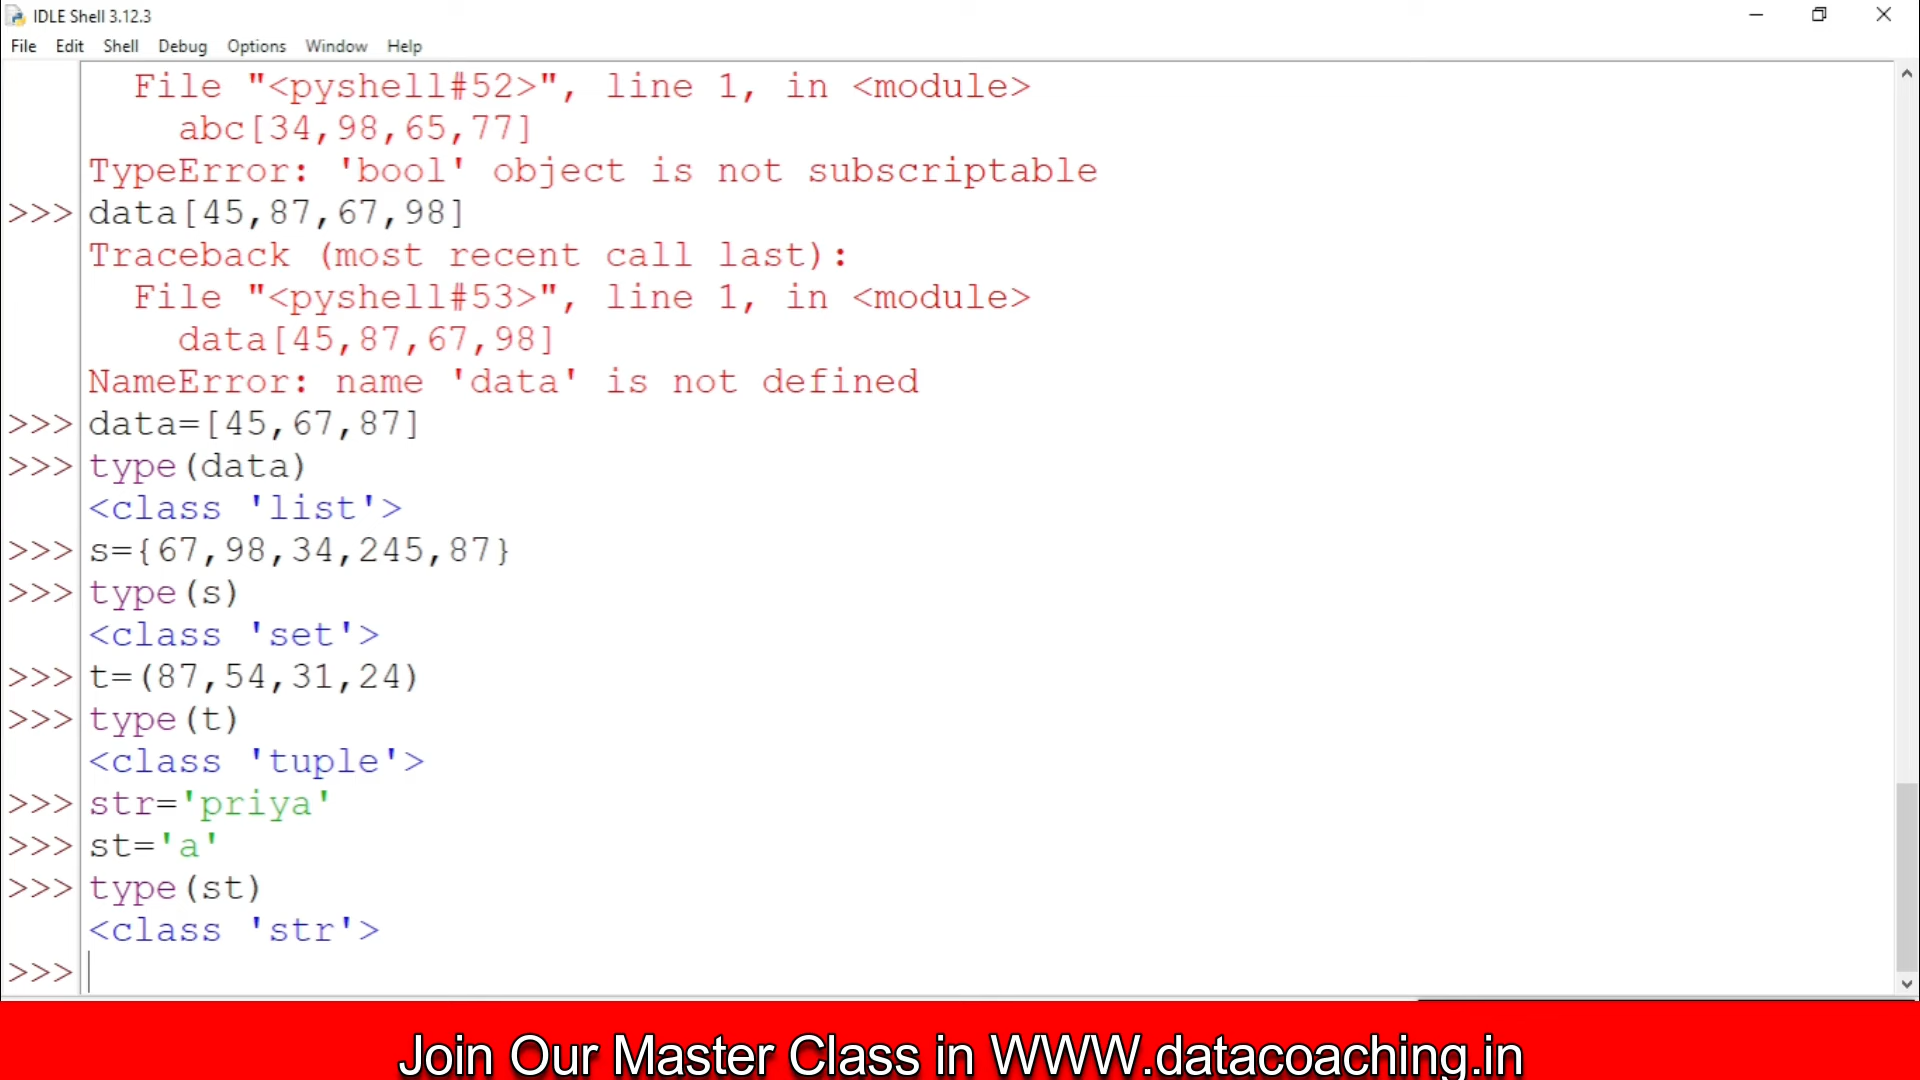 IDLE Shell 3.12.3
File Edit Shell Debug Options Window Help
File "<pyshell#52>", line 1, in <module>
abc[34,98,65,77]
TypeError: 'bool' object is not subscriptable
>>> data[45,87,67,98]
Traceback (most recent call last):
File "<pyshell#53>", line 1, in <module>
data[45,87,67,98]
NameError: name 'data' is not defined
>>> data=[45,67,87]
>>> type(data)
<class 'list'>
>>> s={67,98,34,245,87}
>>> type(s)
<class 'set'>
>>> t=(87,54,31,24)
>>> type(t)
<class 'tuple'>
>>> str='priya'
>>> st='a'
>>> type(st)
<class 'str'>
>>>
Join Our Master Class in WWW.datacoaching.in